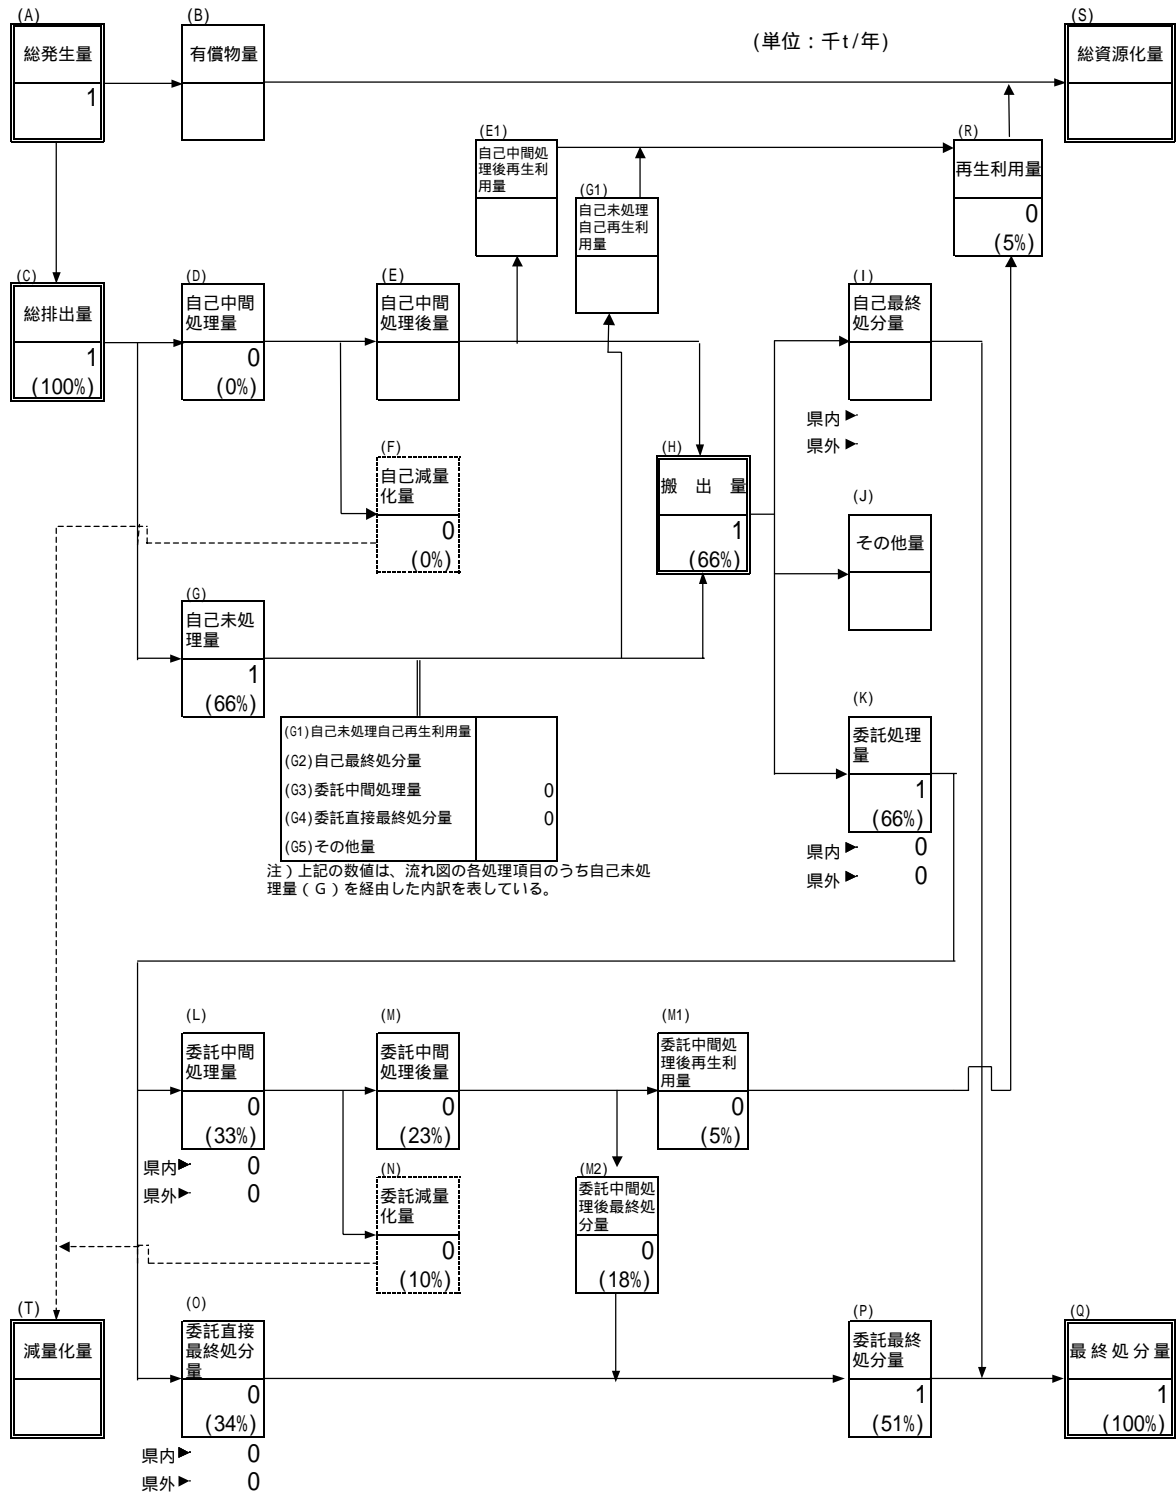 (A)
総発生量
1
(B)
有償物量
(単位：千t/年)
(S)
総資源化量
(E1)
自己中間処
理後再生利
用量
(G1)
自己未処理
自己再生利
用量
(R)
再生利用量
0
(5%)
(C)
総排出量
1
(100%)
(D)
自己中間
処理量
0
(0%)
(E)
自己中間
処理後量
(I)
自己最終
処分量
県内
県外
(F)
自己減量
化量
0
(0%)
(H)
搬 出 量
1
(66%)
(J)
その他量
(G)
自己未処
理量
1
(66%)
(G1)自己未処理自己再生利用量
(G2)自己最終処分量
(G3)委託中間処理量 0
(G4)委託直接最終処分量 0
(G5)その他量
注）上記の数値は、流れ図の各処理項目のうち自己未処
理量（G）を経由した内訳を表している。
(K)
委託処理
量
1
(66%)
県内 0
県外 0
(L)
委託中間
処理量
0
(33%)
県内 0
県外 0
(M)
委託中間
処理後量
0
(23%)
(M1)
委託中間処
理後再生利
用量
0
(5%)
(N)
委託減量
化量
0
(10%)
(M2)
委託中間処
理後最終処
分量
0
(18%)
(T)
減量化量
(O)
委託直接
最終処分
量
0
(34%)
県内 0
県外 0
(P)
委託最終
処分量
1
(51%)
(Q)
最終処分量
1
(100%)